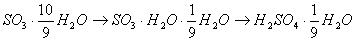 SO₃ · 10/9 H₂O → SO₃ · H₂O · 1/9 H₂O → H₂SO₄ · 1/9 H₂O